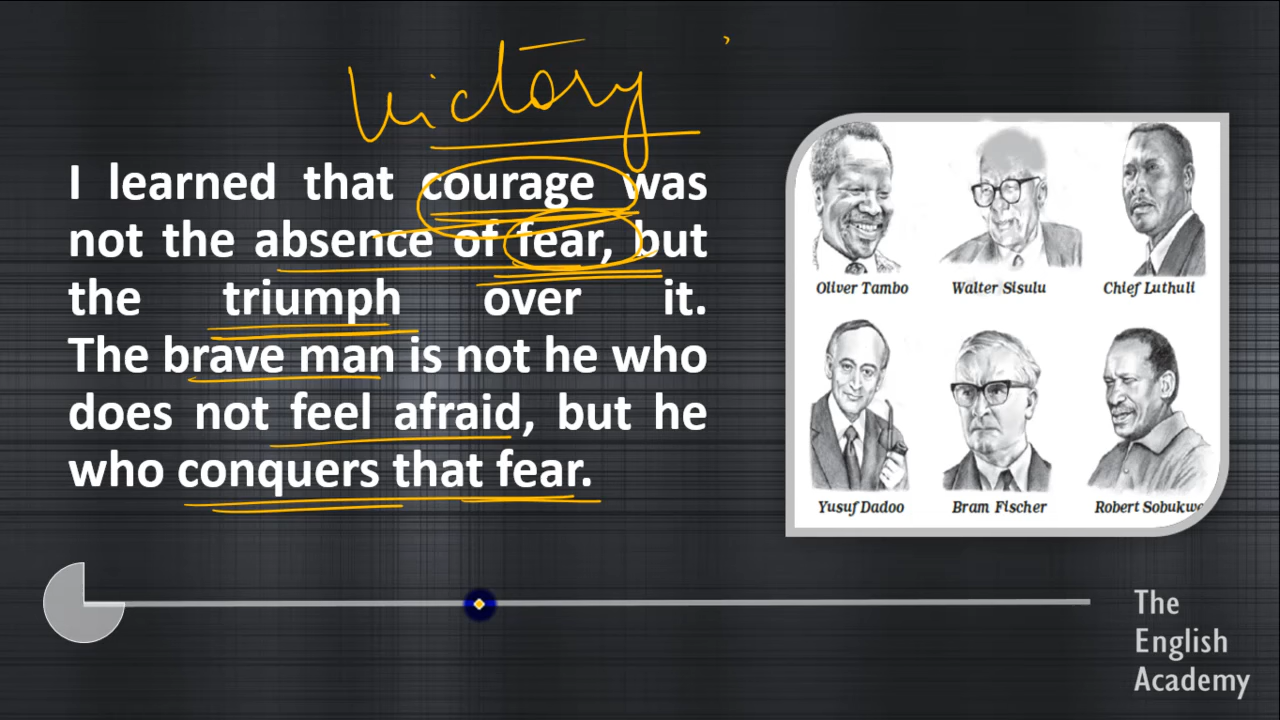 Victory
I learned that courage was
not the absence of fear, but
the triumph over it.
The brave man is not he who
does not feel afraid, but he
who conquers that fear.
Oliver Tambo Walter Sisulu Chief Luthuli
Yusuf Dadoo Bram Fischer Robert Sobukw
The
English
Academy